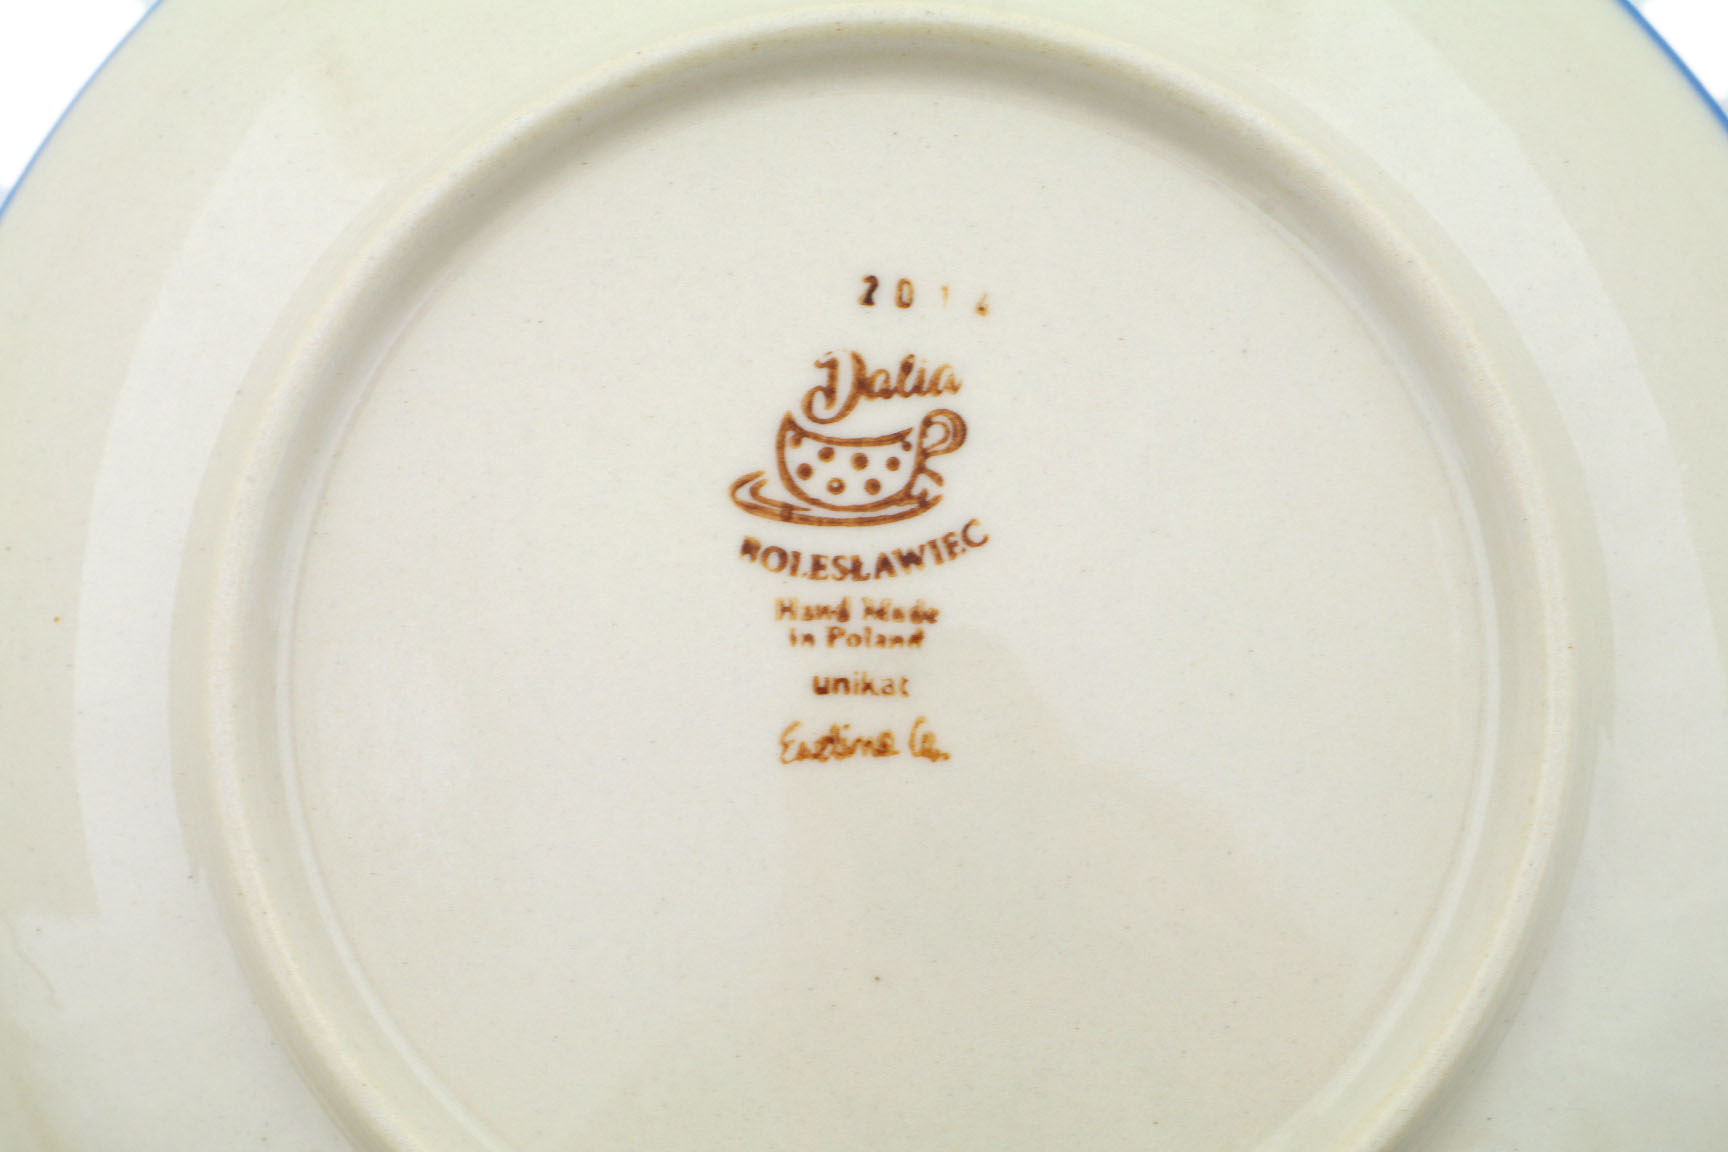 2014
Dalia
BOLESŁAWIEC
Hand Made
in Poland
unikat